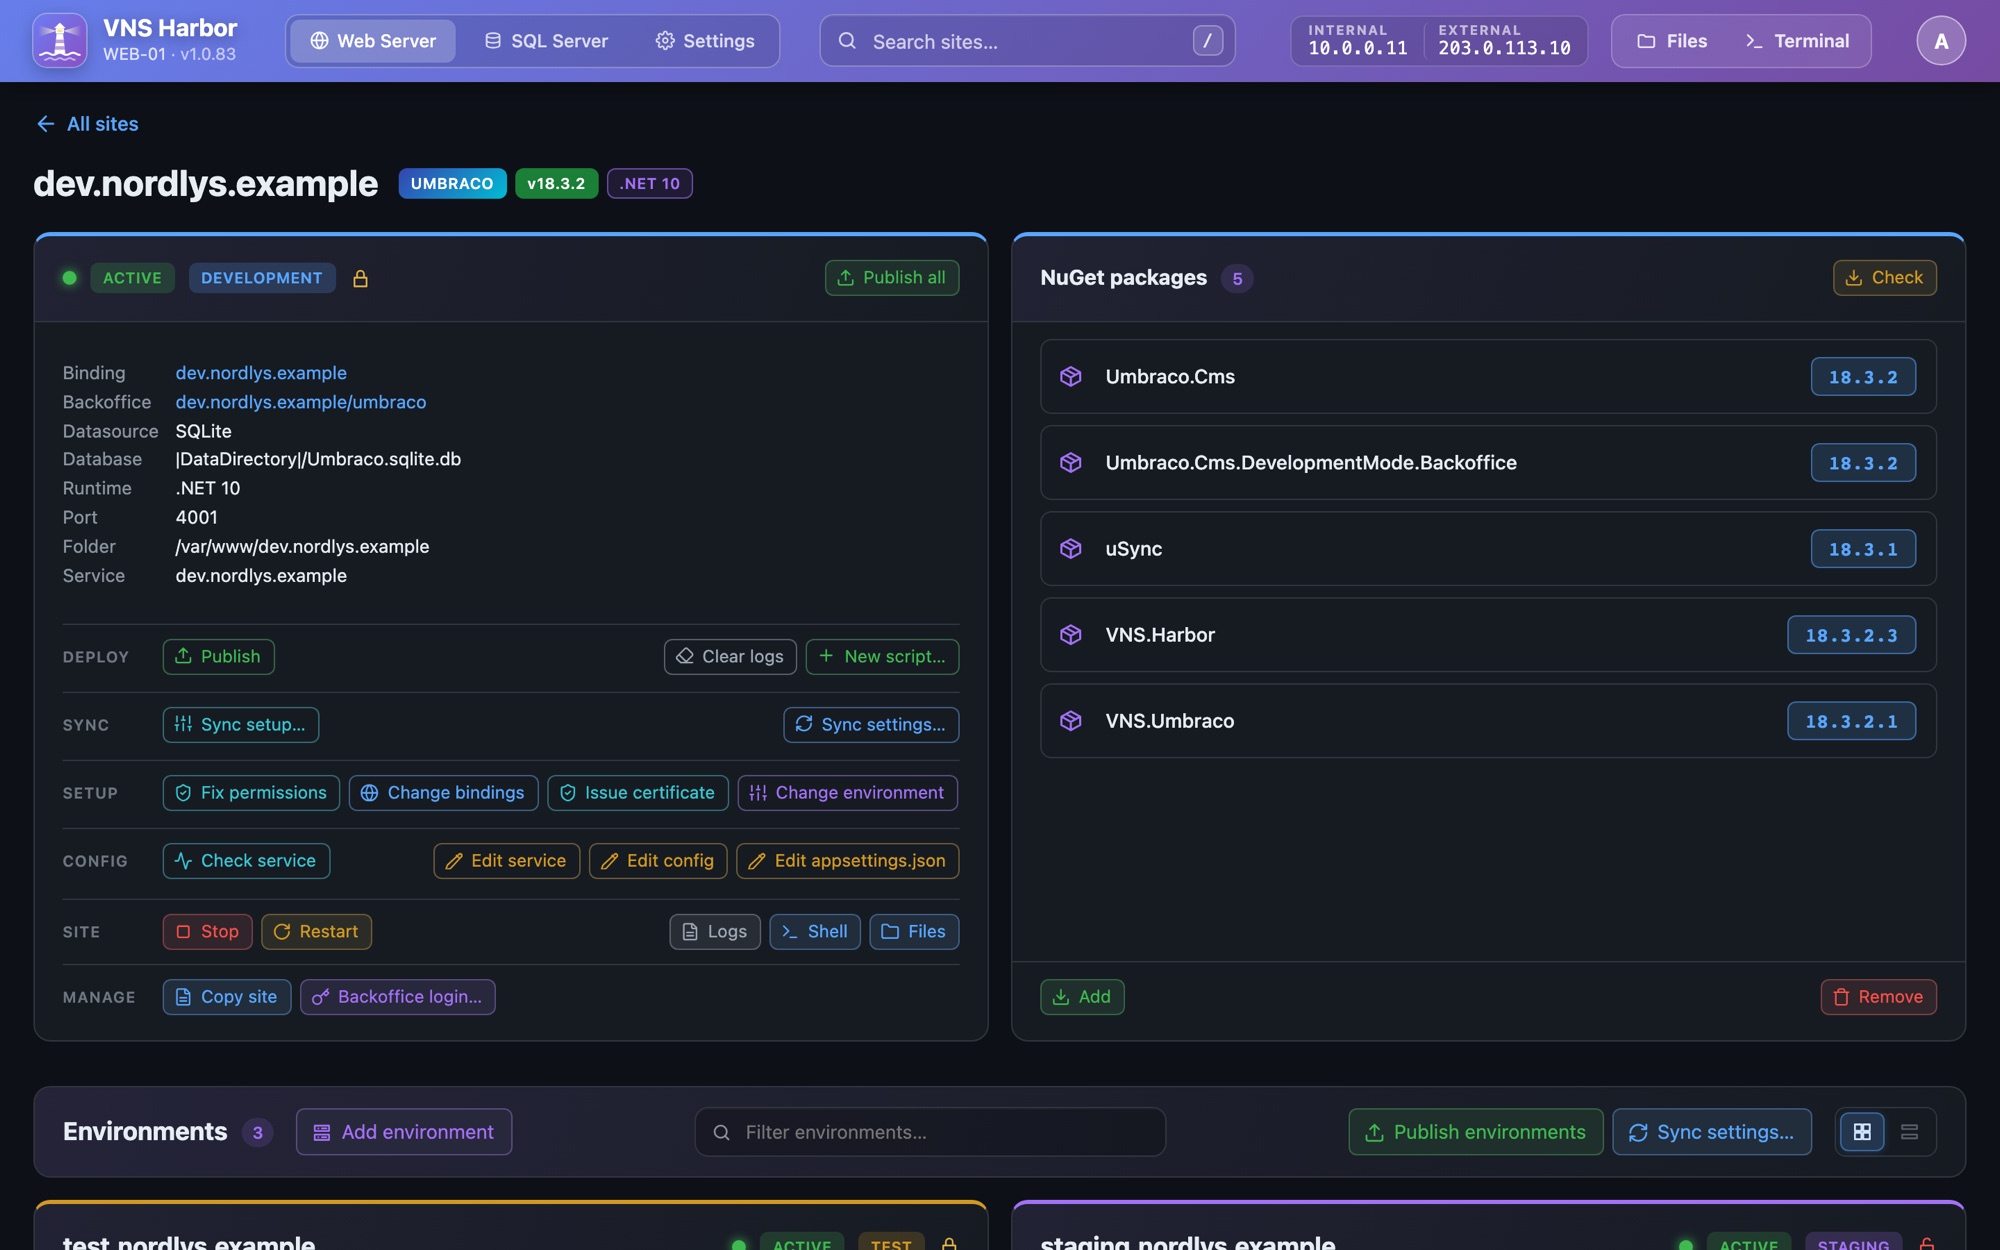 VNS Harbor
WEB-01 · v1.0.83
Web Server
SQL Server
Settings
Search sites...
/
INTERNAL
10.0.0.11
EXTERNAL
203.0.113.10
Files
Terminal
A
All sites
dev.nordlys.example
UMBRACO
v18.3.2
.NET 10
ACTIVE
DEVELOPMENT
Publish all
Binding dev.nordlys.example
Backoffice dev.nordlys.example/umbraco
Datasource SQLite
Database |DataDirectory|/Umbraco.sqlite.db
Runtime .NET 10
Port 4001
Folder /var/www/dev.nordlys.example
Service dev.nordlys.example
DEPLOY Publish Clear logs New script...
SYNC Sync setup... Sync settings...
SETUP Fix permissions Change bindings Issue certificate Change environment
CONFIG Check service Edit service Edit config Edit appsettings.json
SITE Stop Restart Logs Shell Files
MANAGE Copy site Backoffice login...
NuGet packages 5
Check
Umbraco.Cms 18.3.2
Umbraco.Cms.DevelopmentMode.Backoffice 18.3.2
uSync 18.3.1
VNS.Harbor 18.3.2.3
VNS.Umbraco 18.3.2.1
Add
Remove
Environments 3
Add environment
Filter environments...
Publish environments
Sync settings...
test.nordlys.example ACTIVE TEST
staging.nordlys.example ACTIVE STAGING